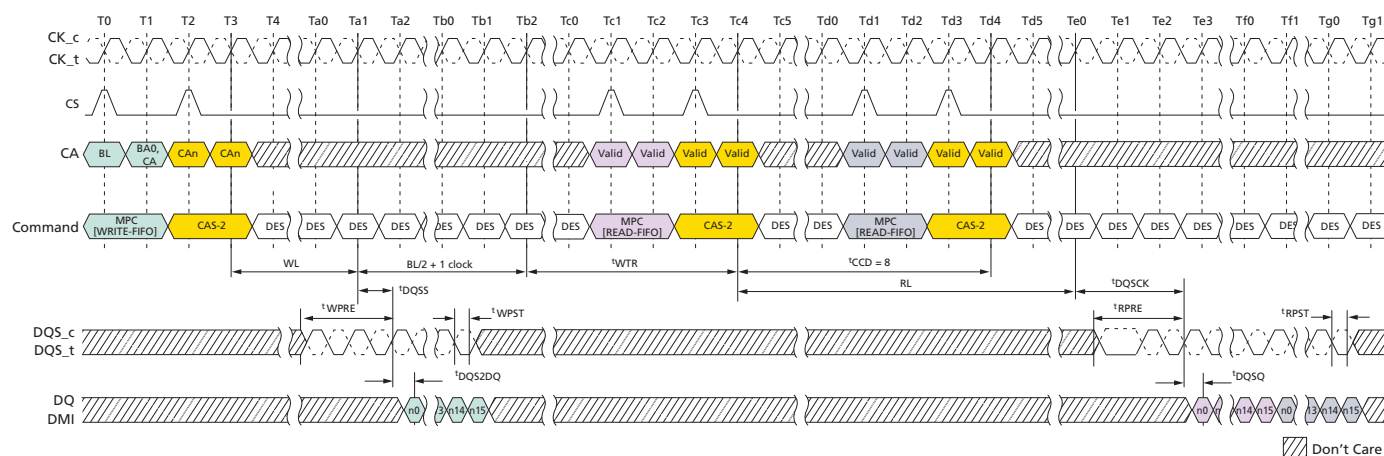 T0 T1 T2 T3 T4 Ta0 Ta1 Ta2 Tb0 Tb1 Tb2 Tc0 Tc1 Tc2 Tc3 Tc4 Tc5 Td0 Td1 Td2 Td3 Td4 Td5 Te0 Te1 Te2 Te3 Tf0 Tf1 Tg0 Tg1
CK_c
CK_t
CS
CA BL BA0, CA CAn CAn Valid Valid Valid Valid Valid Valid Valid Valid
Command MPC [WRITE-FIFO] CAS-2 DES DES DES DES DES DES DES DES MPC [READ-FIFO] CAS-2 DES DES MPC [READ-FIFO] CAS-2 DES DES DES DES DES DES DES DES DES
WL BL/2 + 1 clock tWTR tCCD = 8
tDQSS RL tDQSCK
tWPRE tWPST tRPRE tRPST
DQS_c
DQS_t
tDQS2DQ tDQSQ
DQ
DMI
n0 3 n14 n15 n0 n n14 n15 n0 13 n14 n15
Don't Care